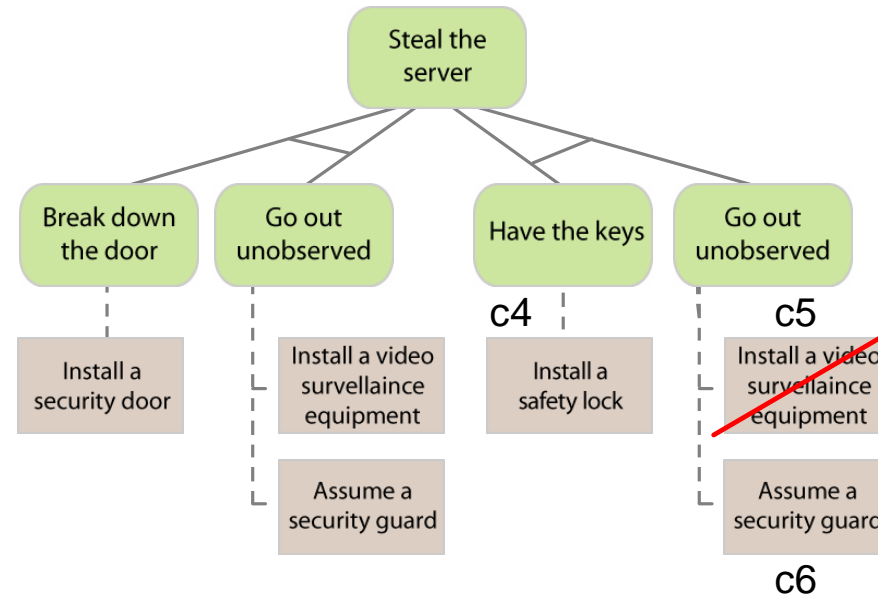 Steal the
server
Break down
the door
Go out
unobserved
Have the keys
Go out
unobserved
c4
c5
Install a
security door
Install a video
survellaince
equipment
Install a
safety lock
Install a video
survellaince
equipment
Assume a
security guard
Assume a
security guard
c6